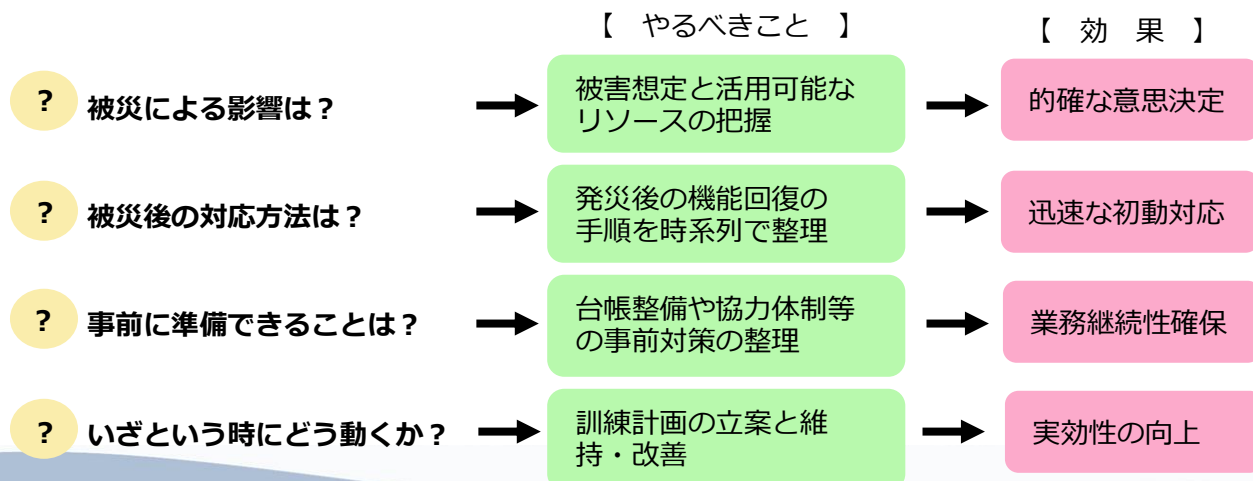 【　やるべきこと　】
【　効　果　】
?
被災による影響は？
被害想定と活用可能な
リソースの把握
的確な意思決定
?
被災後の対応方法は？
発災後の機能回復の
手順を時系列で整理
迅速な初動対応
?
事前に準備できることは？
台帳整備や協力体制等
の事前対策の整理
業務継続性確保
?
いざという時にどう動くか？
訓練計画の立案と維
持・改善
実効性の向上